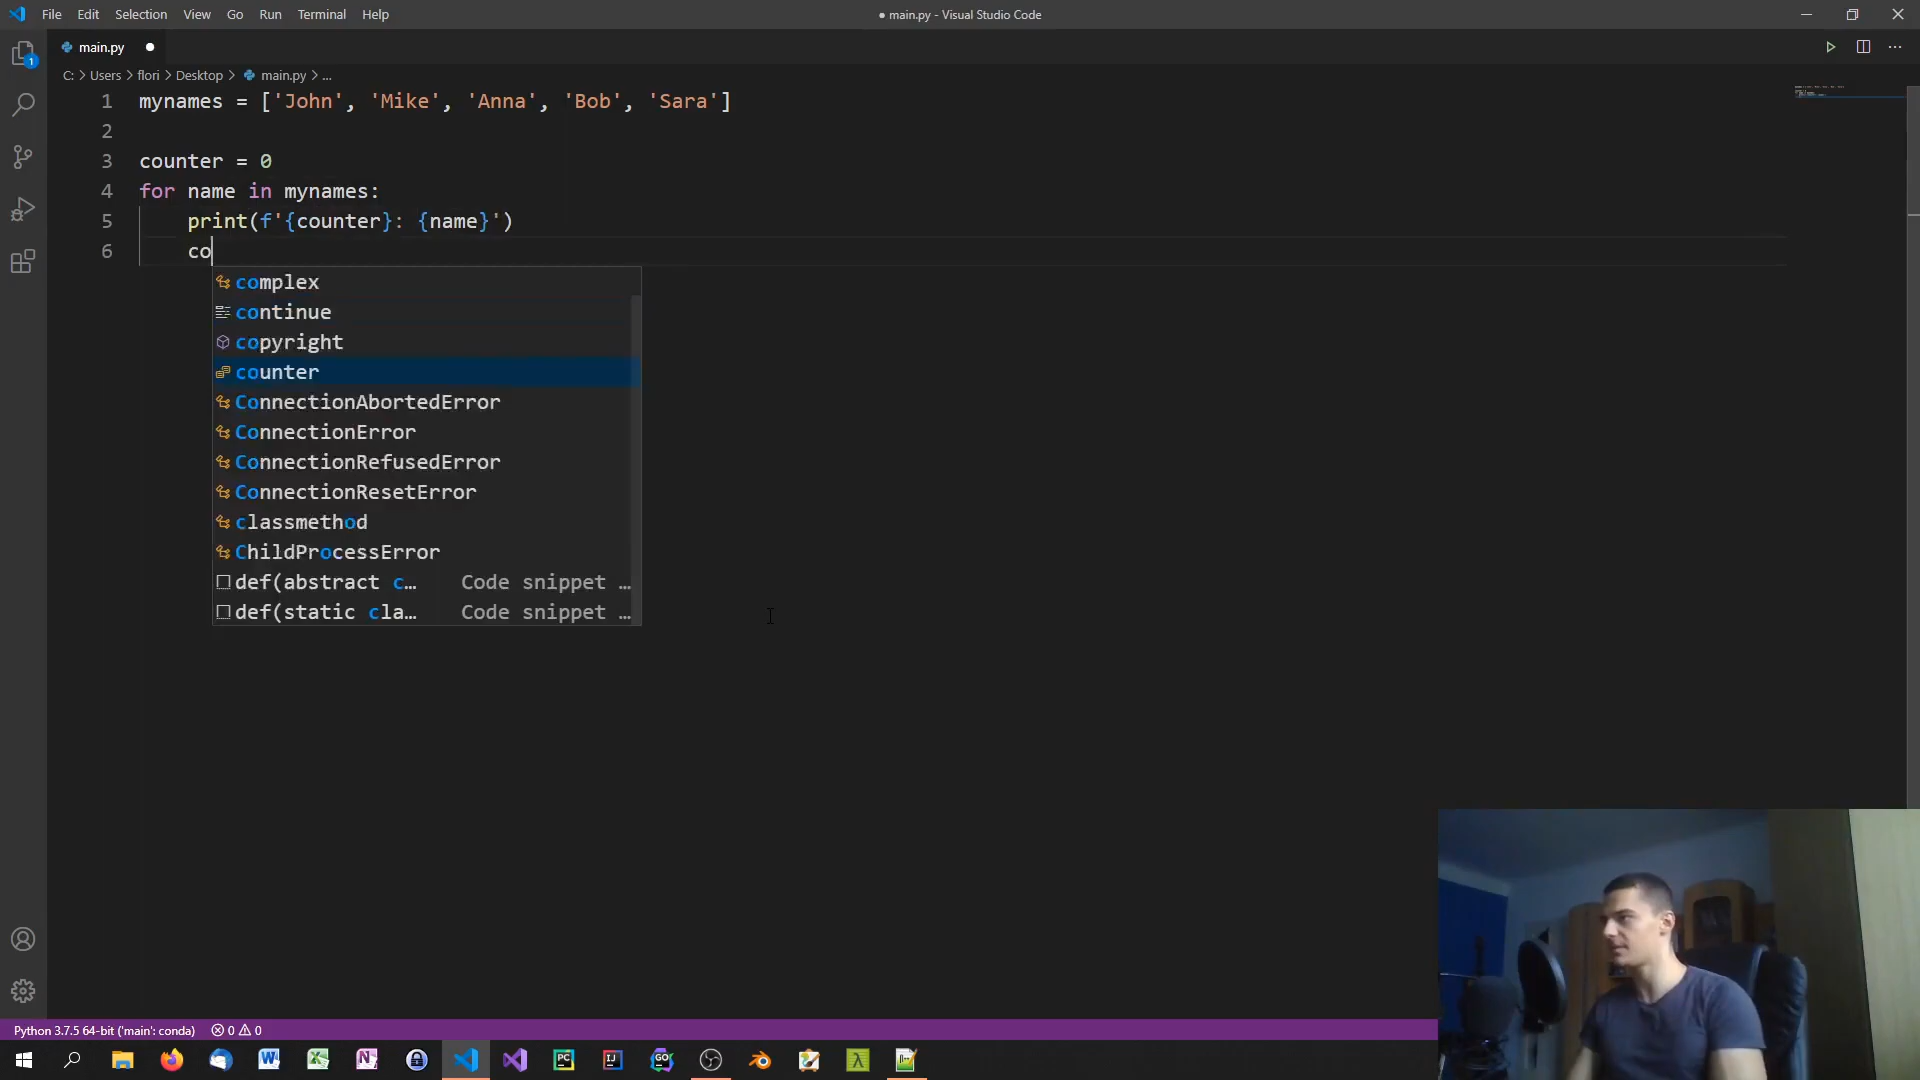 File Edit Selection View Go Run Terminal Help
● main.py - Visual Studio Code
main.py
C: > Users > flori > Desktop > main.py > ...
1 mynames = ['John', 'Mike', 'Anna', 'Bob', 'Sara']
2
3 counter = 0
4 for name in mynames:
5 print(f'{counter}: {name}')
6 co
complex
continue
copyright
counter
ConnectionAbortedError
ConnectionError
ConnectionRefusedError
ConnectionResetError
classmethod
ChildProcessError
def(abstract c… Code snippet …
def(static cla… Code snippet …
Python 3.7.5 64-bit ('main': conda) 0 0